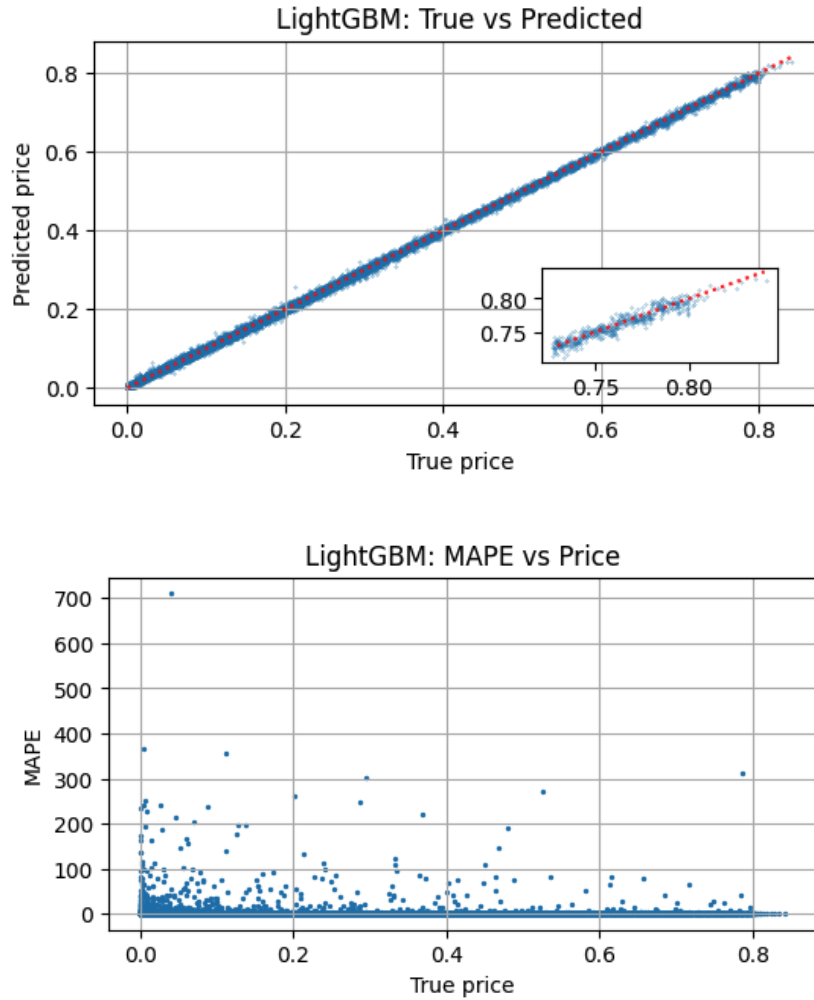 LightGBM: True vs Predicted
0.8
0.6
0.4
0.2
0.0
Predicted price
0.80
0.75
0.75 0.80
0.0 0.2 0.4 0.6 0.8
True price
LightGBM: MAPE vs Price
700
600
500
400
300
200
100
0
MAPE
0.0 0.2 0.4 0.6 0.8
True price